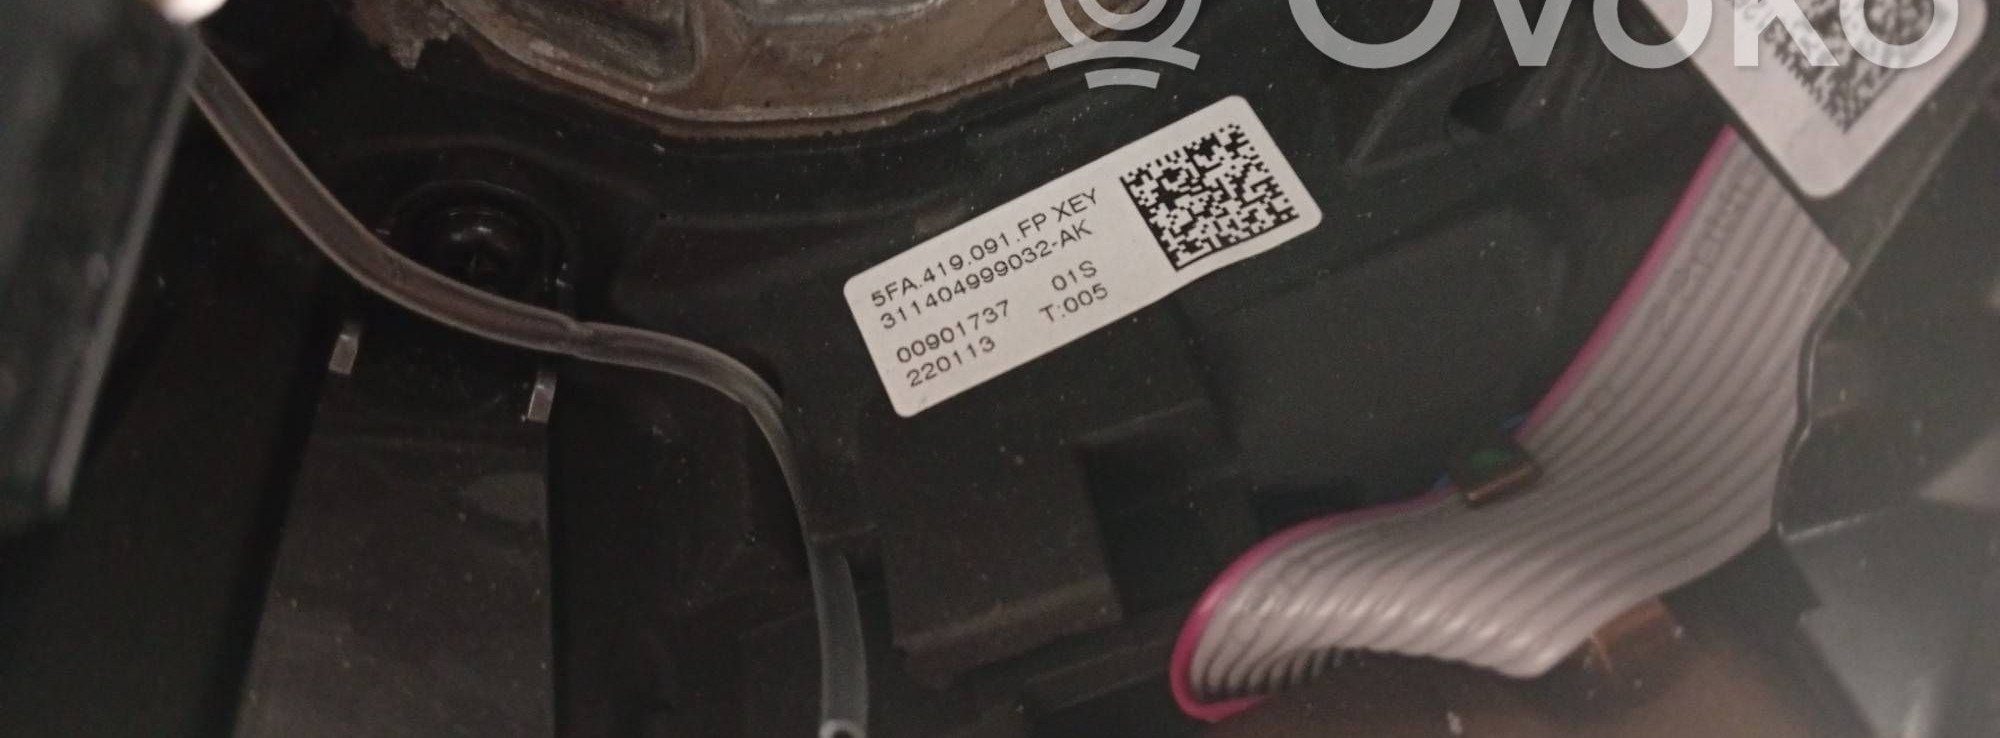 Ovoko
5FA.419.091.FP XEY
311404999032-AK
00901737 01S
220113 T:005